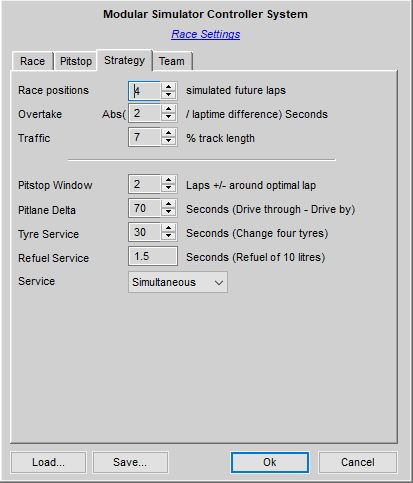 Modular Simulator Controller System
Race Settings
Race Pitstop Strategy Team
Race positions 4 simulated future laps
Overtake Abs( 2 / laptime difference) Seconds
Traffic 7 % track length
Pitstop Window 2 Laps +/- around optimal lap
Pitlane Delta 70 Seconds (Drive through - Drive by)
Tyre Service 30 Seconds (Change four tyres)
Refuel Service 1.5 Seconds (Refuel of 10 litres)
Service Simultaneous
Load... Save... Ok Cancel